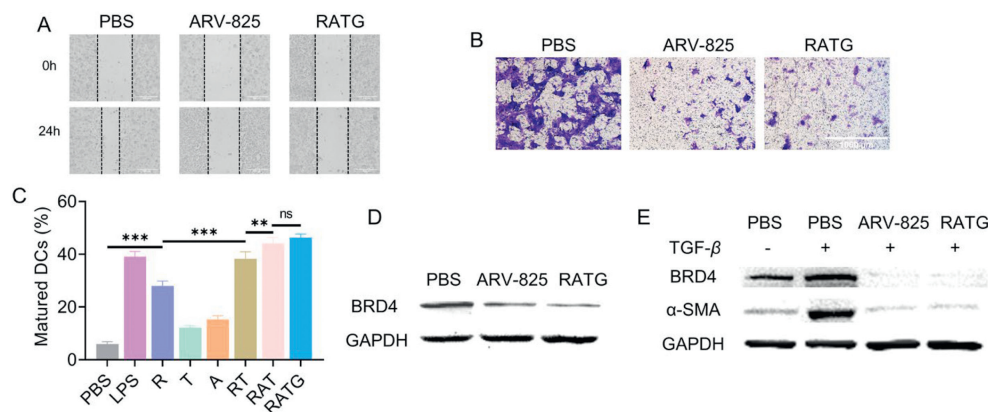 A
PBS ARV-825 RATG
0h
24h
B
PBS ARV-825 RATG
C
Matured DCs (%)
60
40
20
0
*** *** ** ns
PBS LPS R T A RT RAT RATG
D
PBS ARV-825 RATG
BRD4
GAPDH
E
PBS PBS ARV-825 RATG
TGF-β - + + +
BRD4
α-SMA
GAPDH